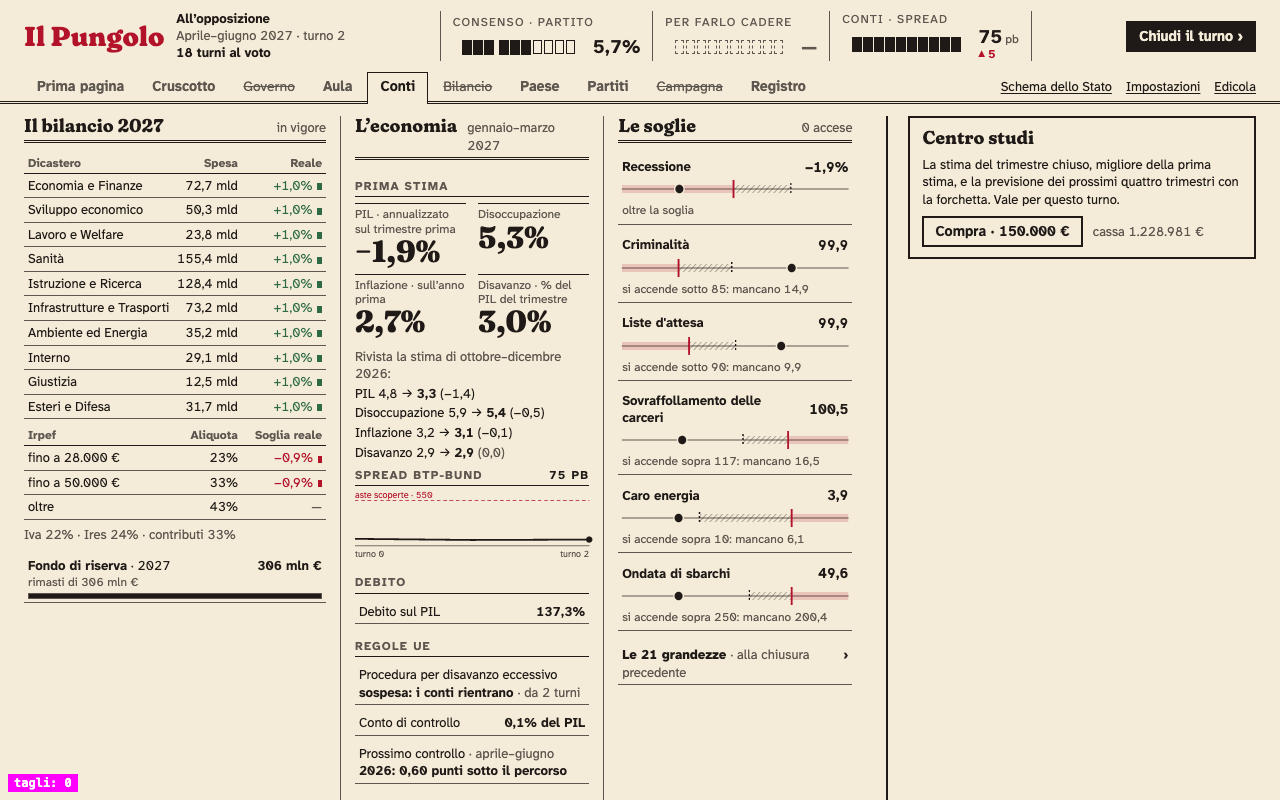 Il Pungolo
All'opposizione
Aprile–giugno 2027 · turno 2
18 turni al voto
CONSENSO · PARTITO
5,7%
PER FARLO CADERE
—
CONTI · SPREAD
75 pb
▲5
Chiudi il turno ›
Prima pagina
Cruscotto
Governo
Aula
Conti
Bilancio
Paese
Partiti
Campagna
Registro
Schema dello Stato
Impostazioni
Edicola
Il bilancio 2027
in vigore
Dicastero Spesa Reale
Economia e Finanze 72,7 mld +1,0%
Sviluppo economico 50,3 mld +1,0%
Lavoro e Welfare 23,8 mld +1,0%
Sanità 155,4 mld +1,0%
Istruzione e Ricerca 128,4 mld +1,0%
Infrastrutture e Trasporti 73,2 mld +1,0%
Ambiente ed Energia 35,2 mld +1,0%
Interno 29,1 mld +1,0%
Giustizia 12,5 mld +1,0%
Esteri e Difesa 31,7 mld +1,0%
Irpef Aliquota Soglia reale
fino a 28.000 € 23% −0,9%
fino a 50.000 € 33% −0,9%
oltre 43% —
Iva 22% · Ires 24% · contributi 33%
Fondo di riserva · 2027 306 mln €
rimasti di 306 mln €
L'economia
gennaio–marzo
2027
PRIMA STIMA
PIL · annualizzato
sul trimestre prima
−1,9%
Disoccupazione
5,3%
Inflazione · sull'anno
prima
2,7%
Disavanzo · % del
PIL del trimestre
3,0%
Rivista la stima di ottobre–dicembre
2026:
PIL 4,8 → 3,3 (−1,4)
Disoccupazione 5,9 → 5,4 (−0,5)
Inflazione 3,2 → 3,1 (−0,1)
Disavanzo 2,9 → 2,9 (0,0)
SPREAD BTP-BUND 75 PB
aste scoperte · 550
turno 0 turno 2
DEBITO
Debito sul PIL 137,3%
REGOLE UE
Procedura per disavanzo eccessivo
sospesa: i conti rientrano · da 2 turni
Conto di controllo 0,1% del PIL
Prossimo controllo · aprile–giugno
2026: 0,60 punti sotto il percorso
Le soglie
0 accese
Recessione −1,9%
oltre la soglia
Criminalità 99,9
si accende sotto 85: mancano 14,9
Liste d'attesa 99,9
si accende sotto 90: mancano 9,9
Sovraffollamento delle
carceri
100,5
si accende sopra 117: mancano 16,5
Caro energia 3,9
si accende sopra 10: mancano 6,1
Ondata di sbarchi 49,6
si accende sopra 250: mancano 200,4
Le 21 grandezze · alla chiusura
precedente
›
Centro studi
La stima del trimestre chiuso, migliore della prima
stima, e la previsione dei prossimi quattro trimestri con
la forchetta. Vale per questo turno.
Compra · 150.000 €
cassa 1.228.981 €
tagli: 0